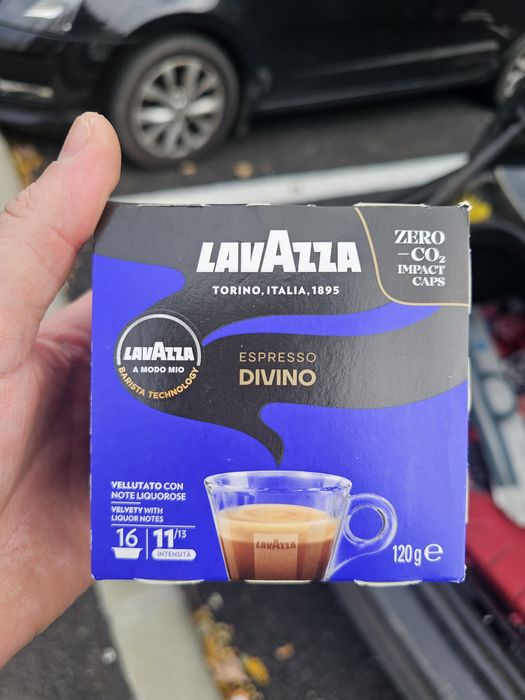 LAVAZZA
TORINO, ITALIA, 1895
ZERO
–CO₂
IMPACT
CAPS
LAVAZZA
A MODO MIO
BARISTA TECHNOLOGY
ESPRESSO
DIVINO
VELLUTATO CON
NOTE LIQUOROSE
VELVETY WITH
LIQUOR NOTES
16
11/13
INTENSITÀ
LAVAZZA
120 g ℮